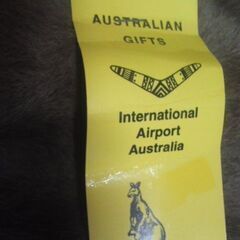 AUSTRALIAN
GIFTS
International
Airport
Australia